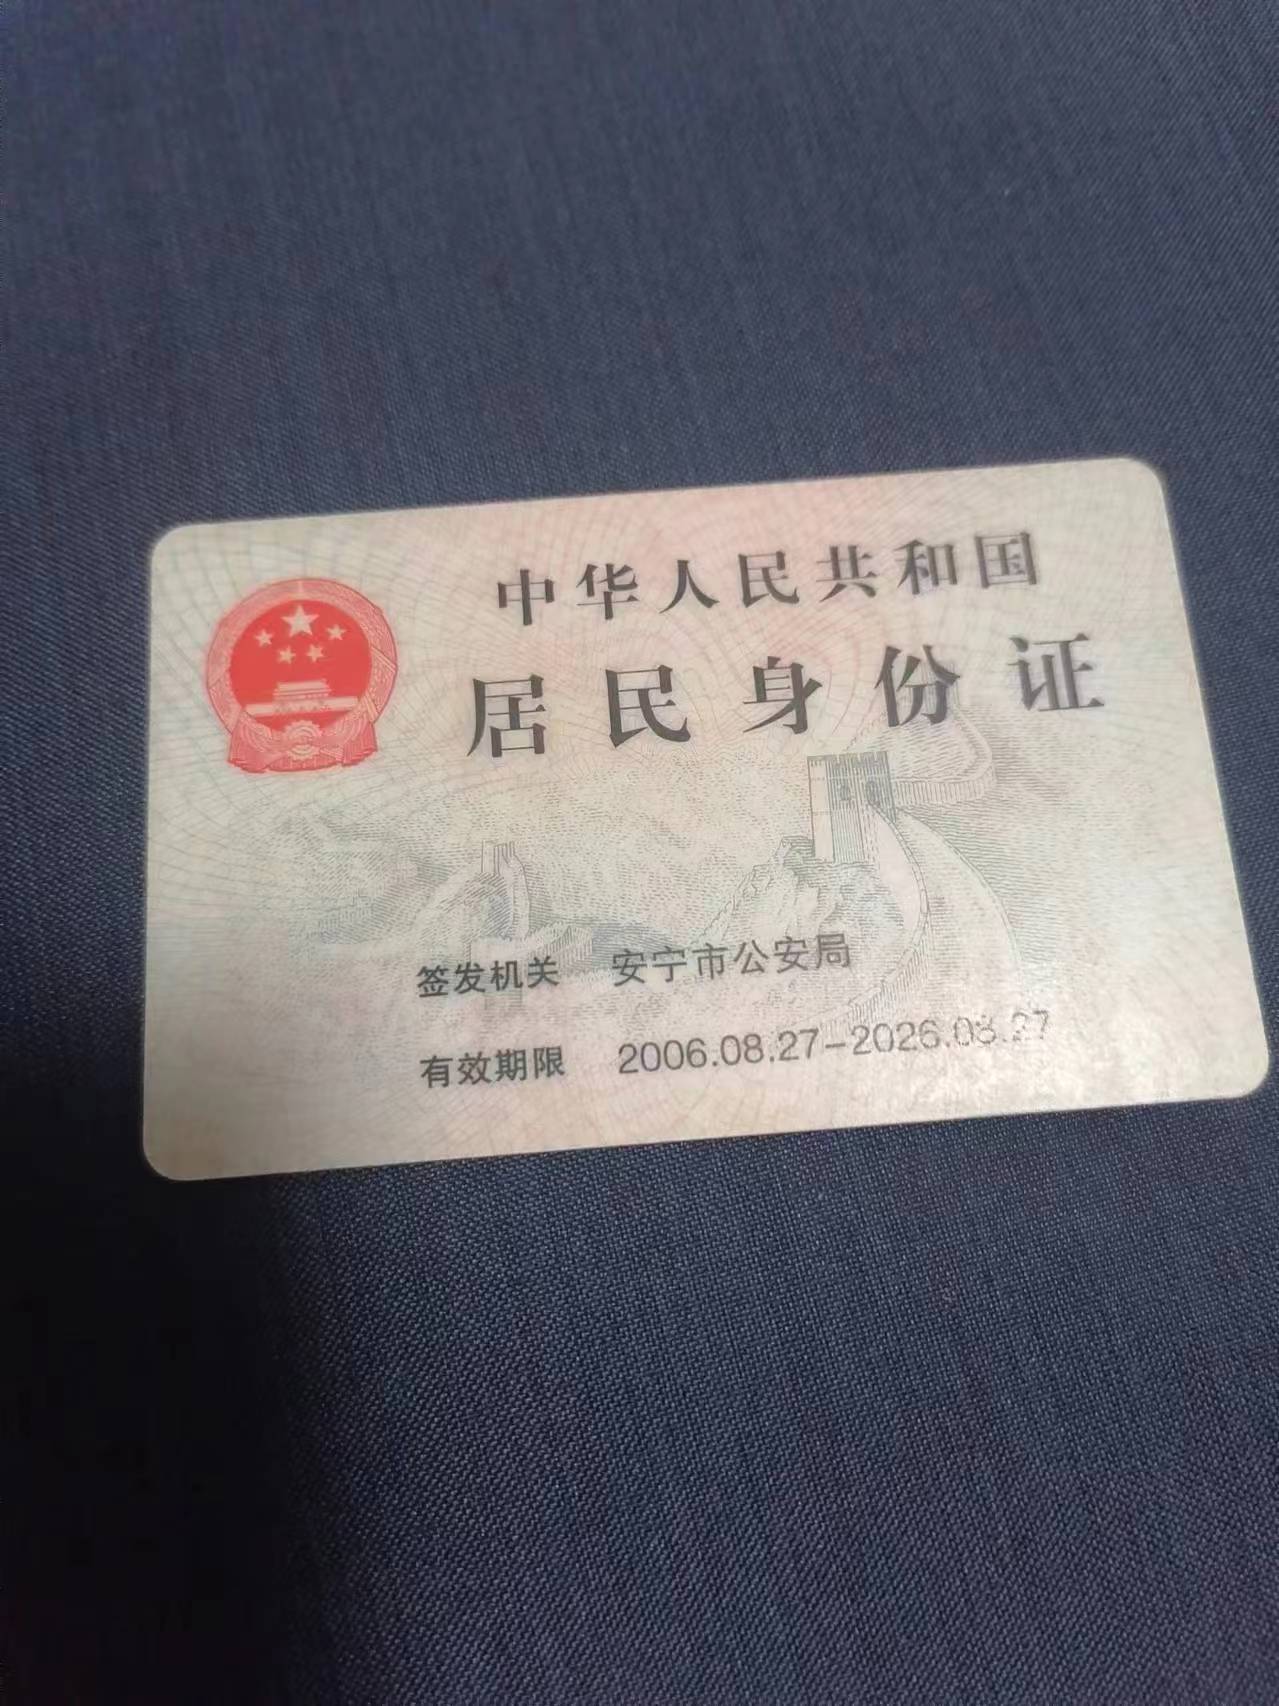 中华人民共和国
居民身份证
签发机关 安宁市公安局
有效期限 2006.08.27-2026.08.27